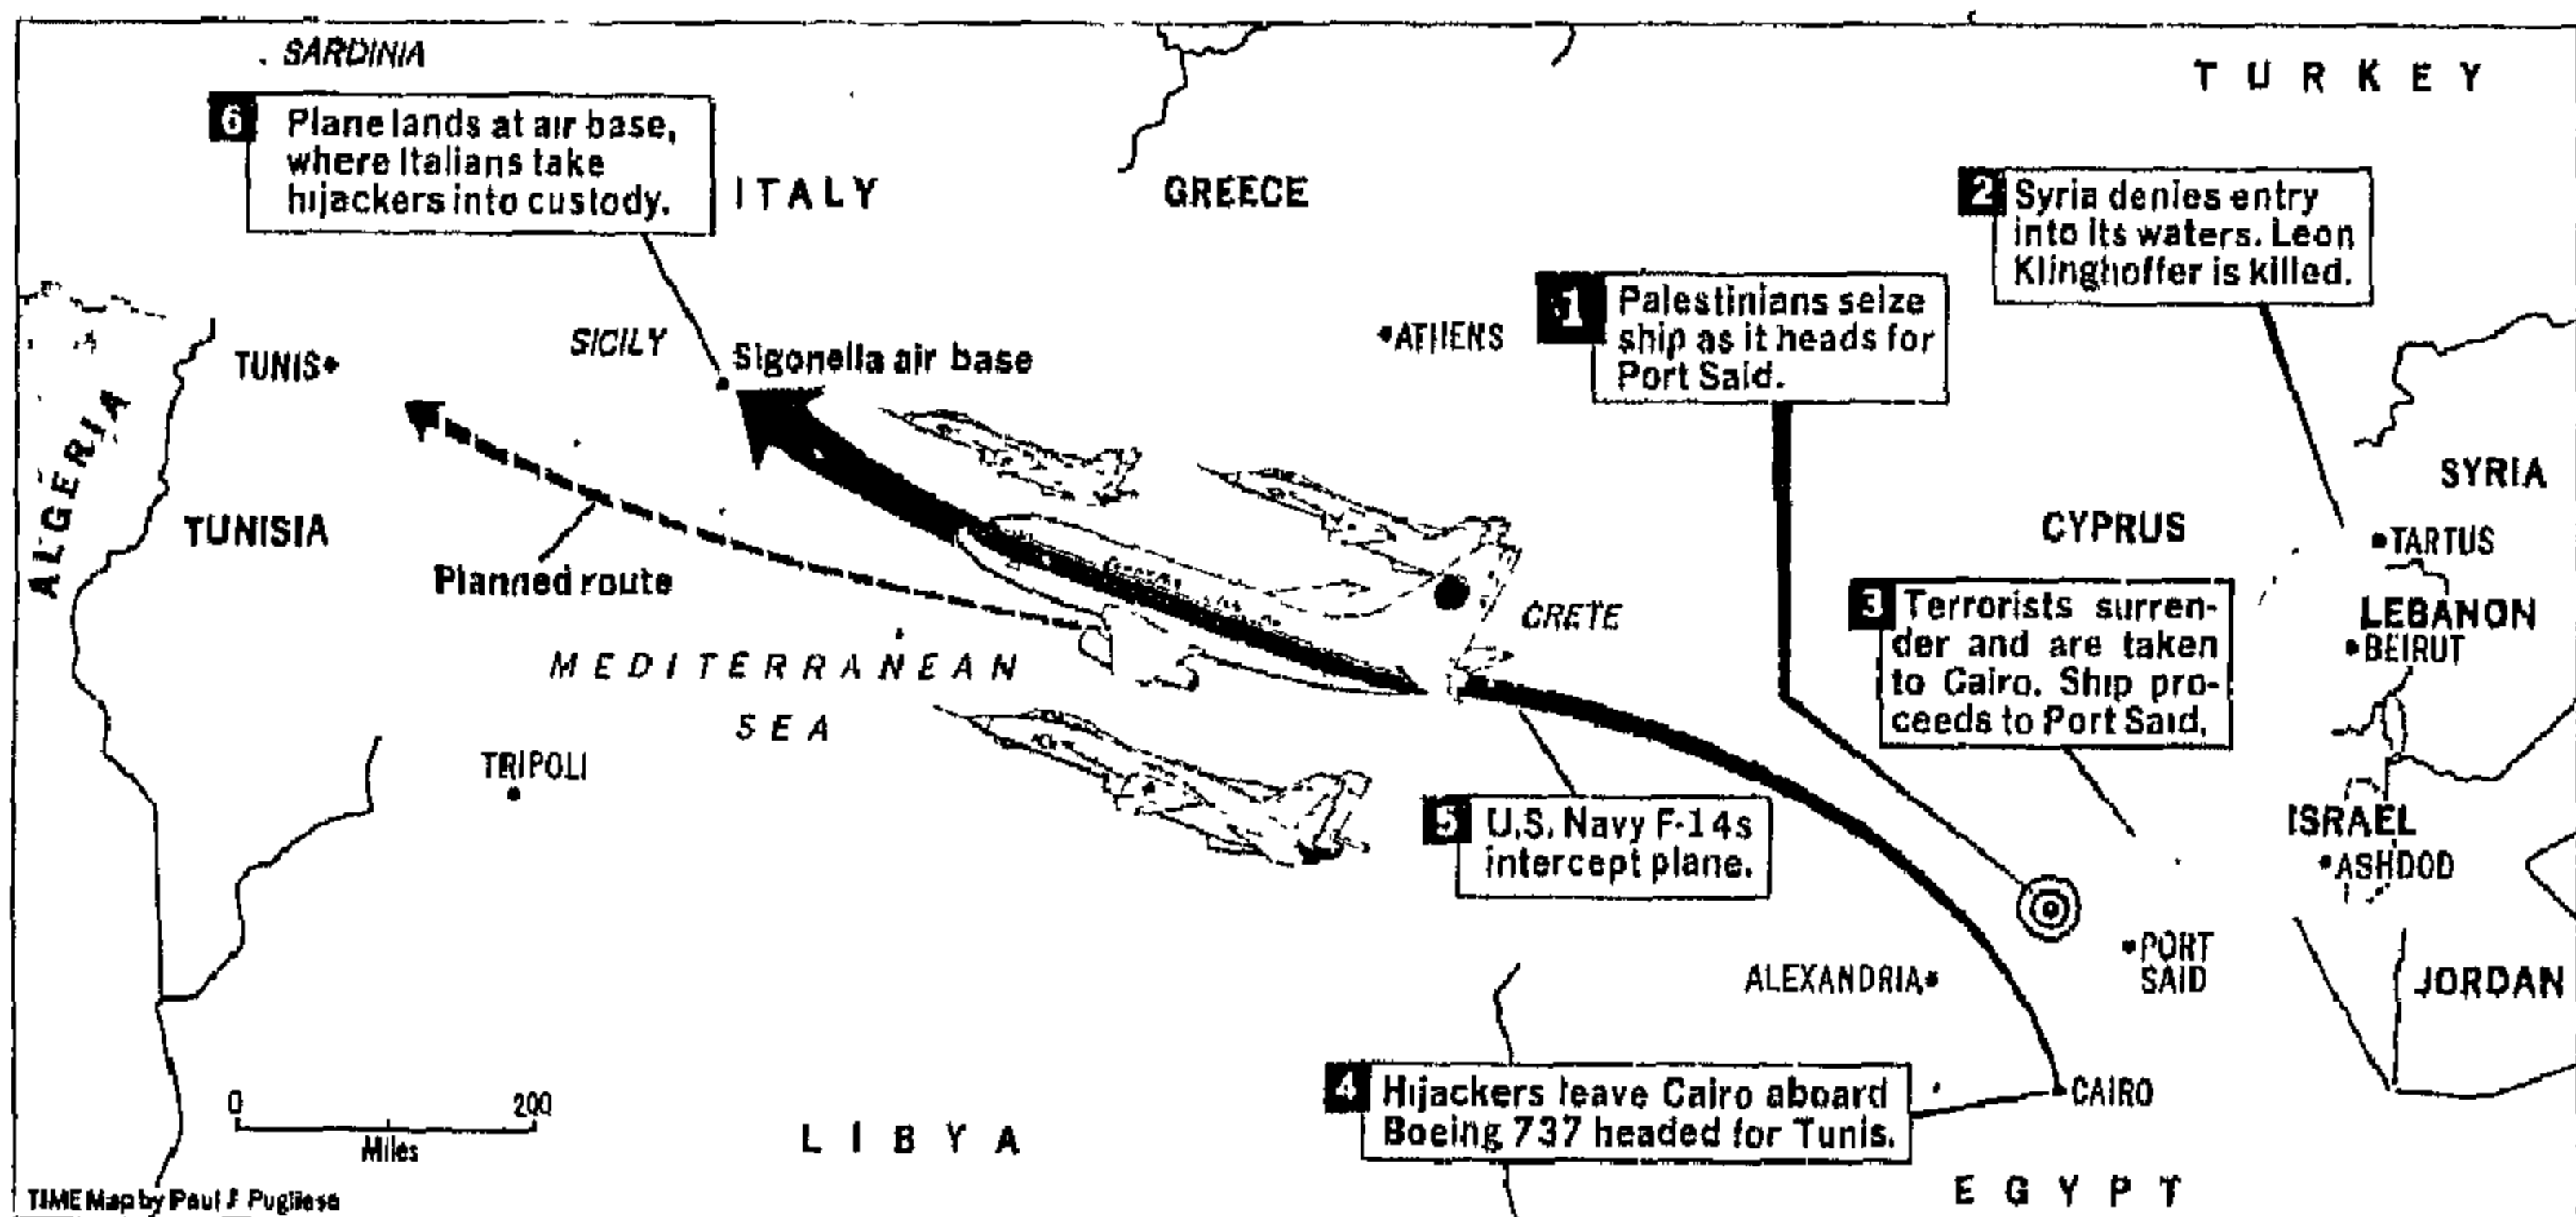 SARDINIA
TURKEY
6 Plane lands at air base,
where Italians take
hijackers into custody.
ITALY
GREECE
2 Syria denies entry
into its waters. Leon
Klinghoffer is killed.
1 Palestinians seize
ship as it heads for
Port Said.
ATHENS
SICILY
Sigonella air base
TUNIS
ALGERIA
TUNISIA
SYRIA
CYPRUS
TARTUS
Planned route
3 Terrorists surren-
der and are taken
to Cairo. Ship pro-
ceeds to Port Said.
CRETE
LEBANON
BEIRUT
MEDITERRANEAN
SEA
TRIPOLI
5 U.S. Navy F-14s
intercept plane.
ISRAEL
ASHDOD
PORT
SAID
ALEXANDRIA
JORDAN
4 Hijackers leave Cairo aboard
Boeing 737 headed for Tunis.
CAIRO
0 200
Miles
LIBYA
EGYPT
TIME Map by Paul J Pugliese